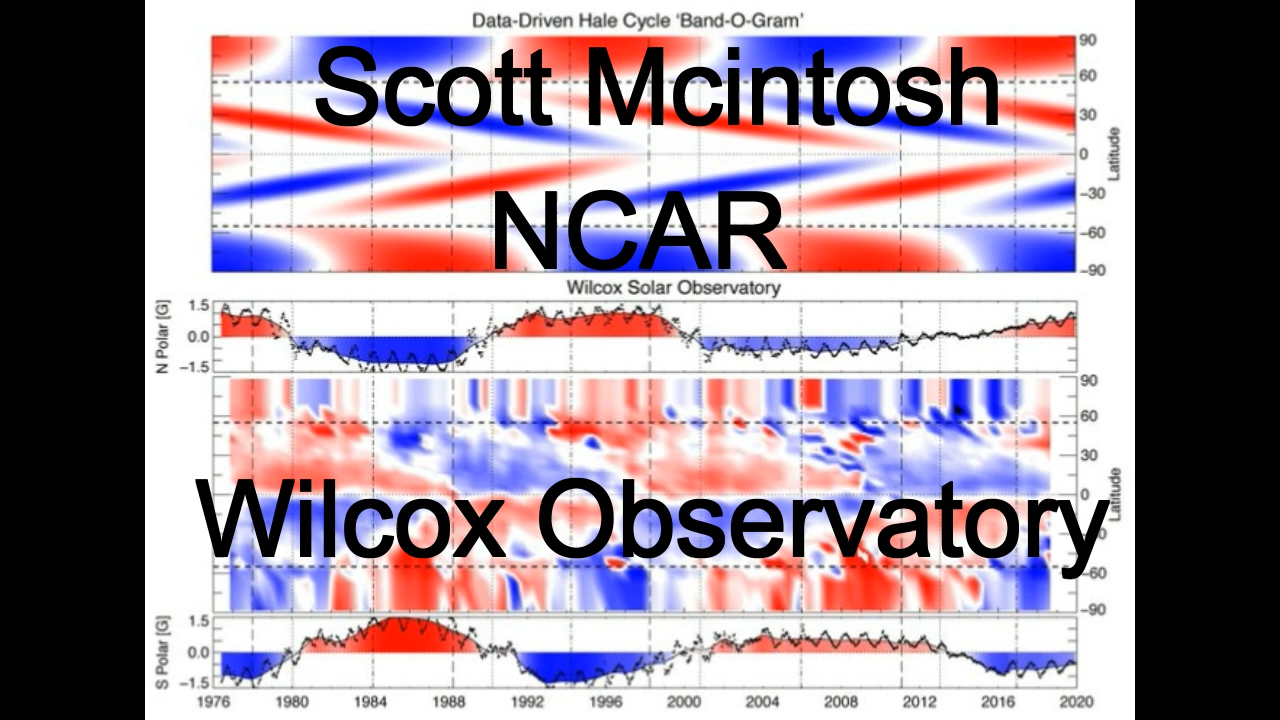 Data-Driven Hale Cycle 'Band-O-Gram'
Scott Mcintosh
NCAR
90
60
30
0
−30
−60
−90
Latitude
Wilcox Solar Observatory
N Polar [G]
1.5
0.0
−1.5
90
60
30
0
−60
−90
Latitude
Wilcox Observatory
S Polar [G]
1.5
0.0
−1.5
1976 1980 1984 1988 1992 1996 2000 2004 2008 2012 2016 2020